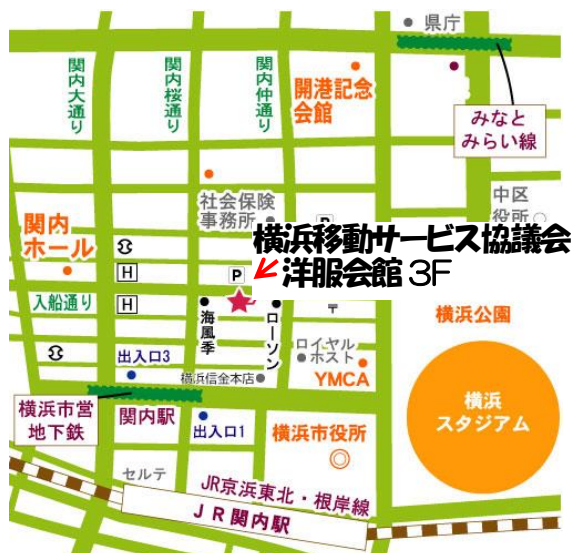 県庁
関内大通り
関内桜通り
関内仲通り
開港記念
会館
みなと
みらい線
社会保険
事務所
中区
役所
関内
ホール
P
横浜移動サービス協議会
洋服会館 3F
H
P
入船通り
H
海風季
ローソン
〒
横浜公園
出入口3
ロイヤル
ホスト
横浜信金本店
YMCA
横浜
スタジアム
横浜市営
地下鉄
関内駅
出入口1
横浜市役所
セルテ
JR京浜東北・根岸線
JR関内駅